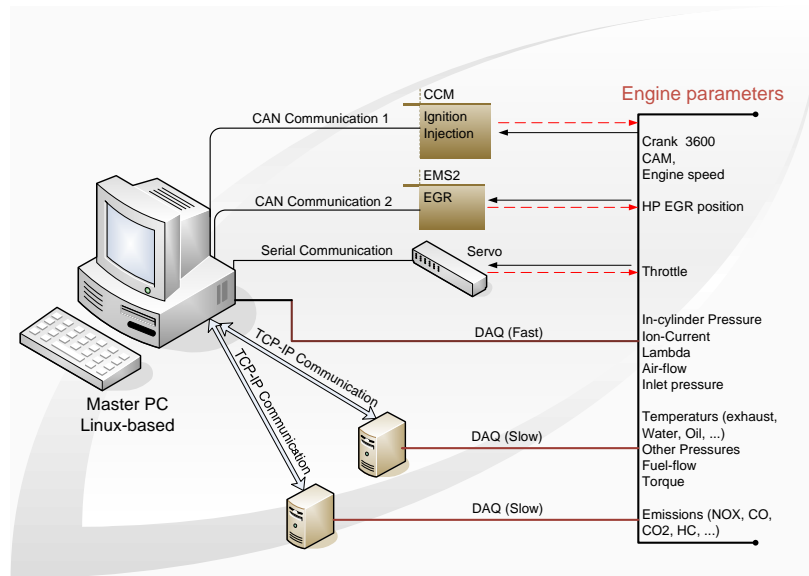 CCM
Engine parameters
CAN Communication 1
Ignition
Injection
Crank 3600
CAM,
Engine speed
EMS2
CAN Communication 2
EGR
HP EGR position
Serial Communication
Servo
Throttle
DAQ (Fast)
In-cylinder Pressure
Ion-Current
Lambda
Air-flow
Inlet pressure
TCP-IP Communication
TCP-IP Communication
Master PC
Linux-based
DAQ (Slow)
Temperaturs (exhaust,
Water, Oil, ...)
Other Pressures
Fuel-flow
Torque
DAQ (Slow)
Emissions (NOX, CO,
CO2, HC, ...)